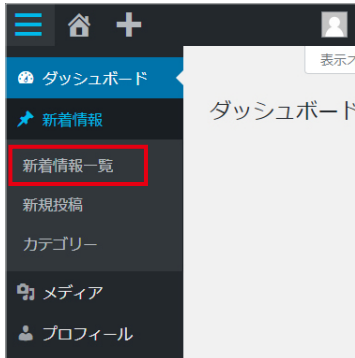 表示
ダッシュボード
ダッシュボード
新着情報
新着情報一覧
新規投稿
カテゴリー
メディア
プロフィール